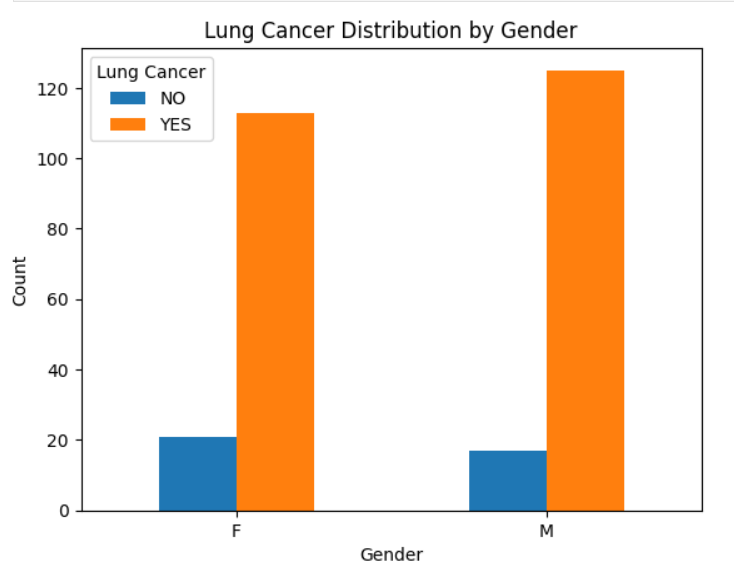 Lung Cancer Distribution by Gender
Lung Cancer
NO
YES
120
100
80
60
40
20
0
Count
F
M
Gender